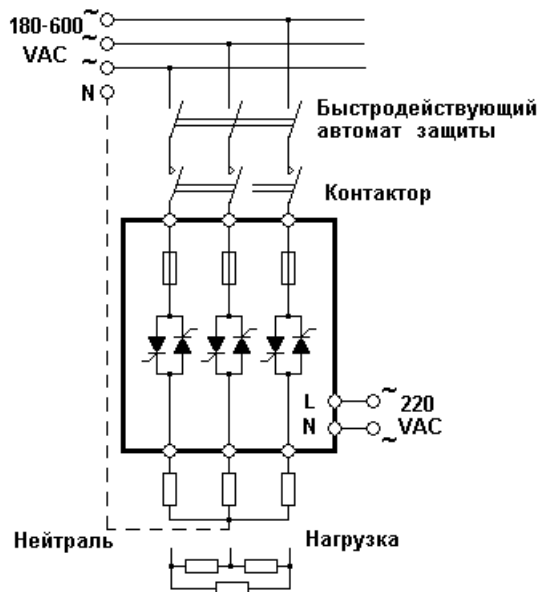 180-600 ~
~
VAC ~
N
Быстродействующий
автомат защиты
Контактор
L ~ 220
N ~ VAC
Нейтраль
Нагрузка